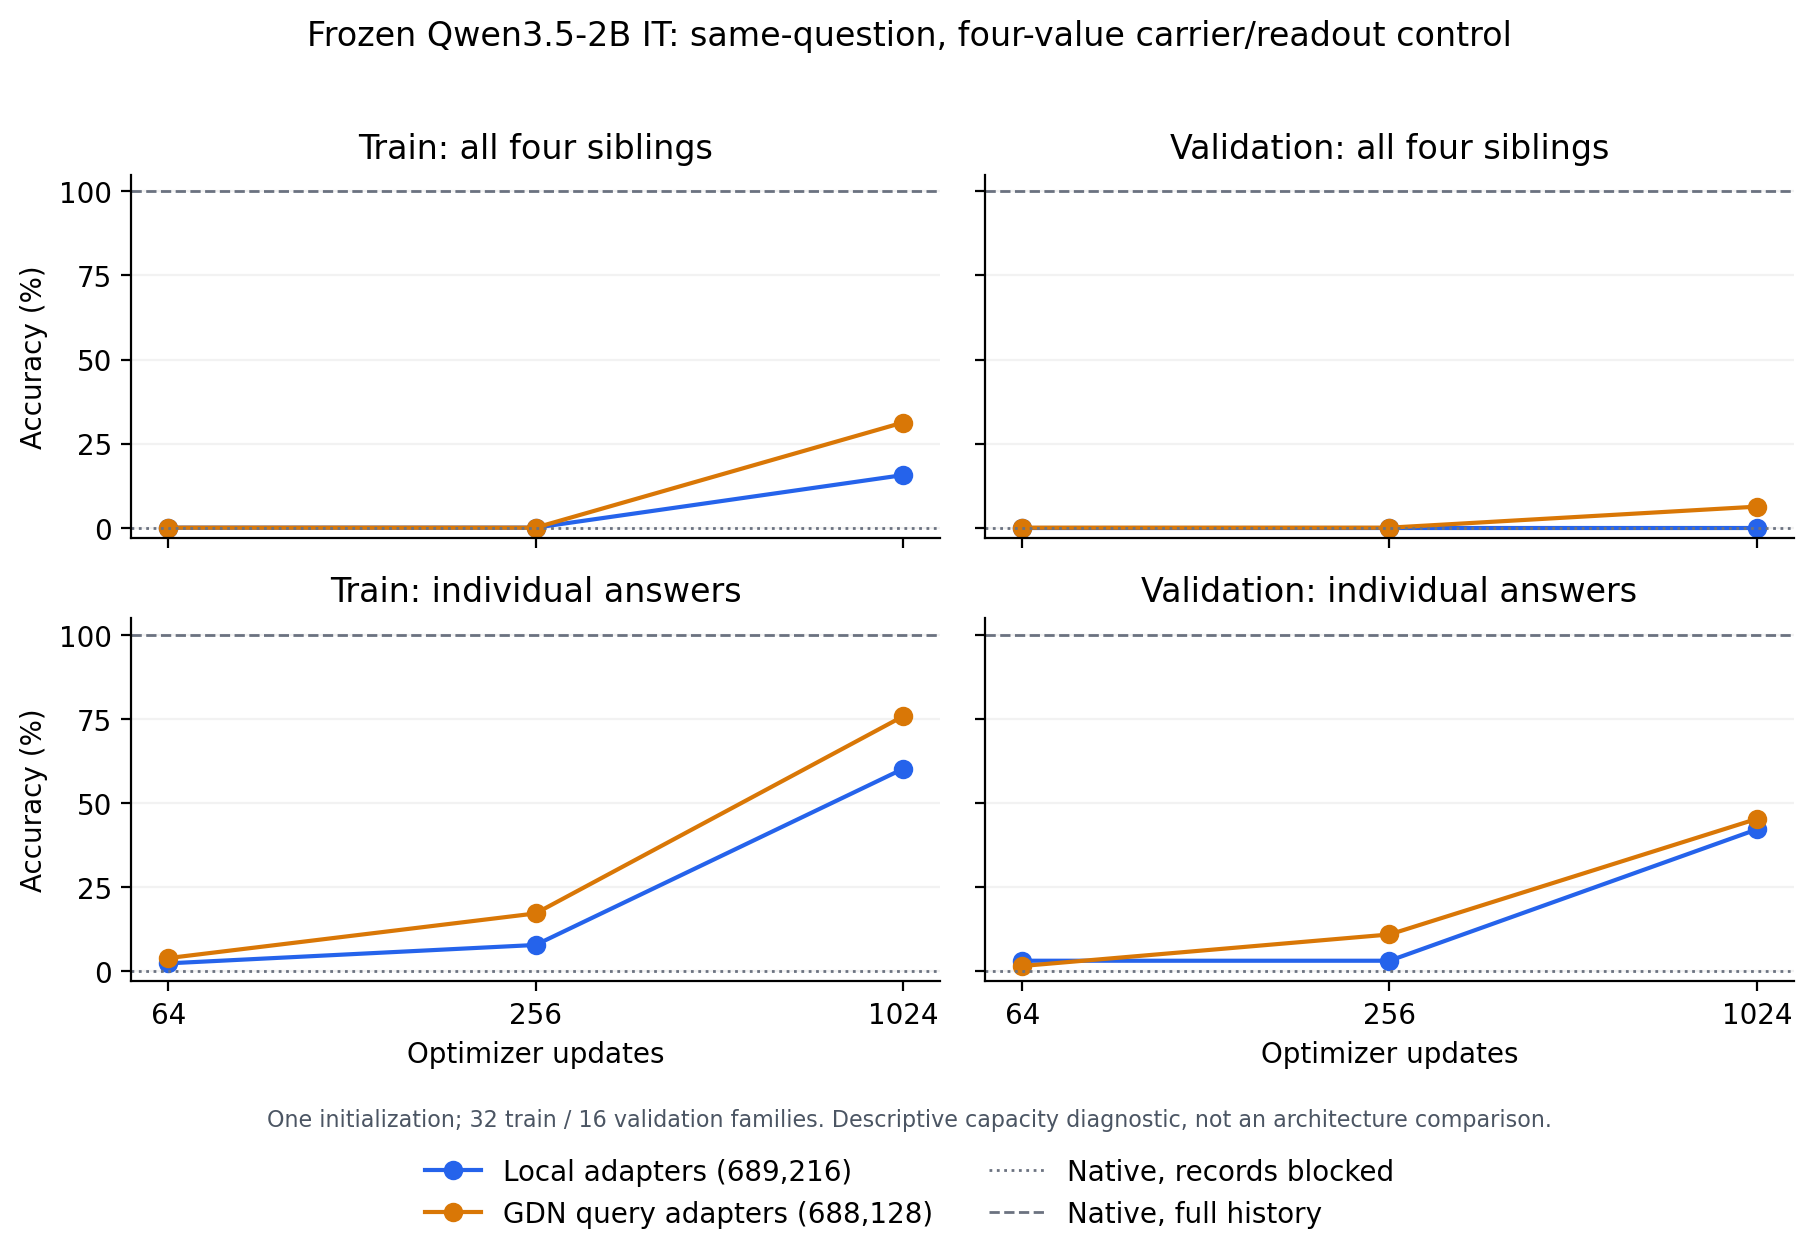 Frozen Qwen3.5-2B IT: same-question, four-value carrier/readout control
Train: all four siblings
Validation: all four siblings
Accuracy (%)
100
75
50
25
0
Train: individual answers
Validation: individual answers
Accuracy (%)
100
75
50
25
0
64
256
1024
64
256
1024
Optimizer updates
Optimizer updates
One initialization; 32 train / 16 validation families. Descriptive capacity diagnostic, not an architecture comparison.
Local adapters (689,216)
GDN query adapters (688,128)
Native, records blocked
Native, full history